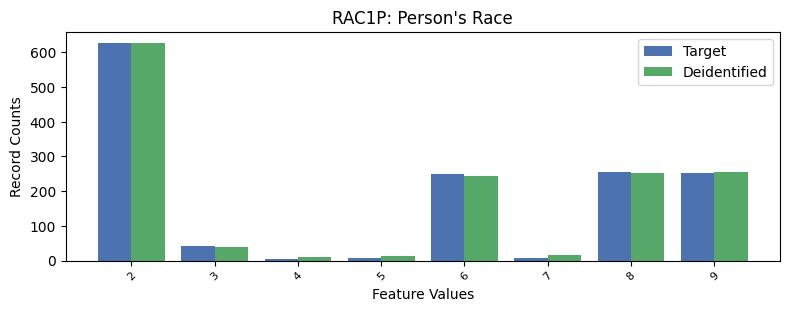 RAC1P: Person's Race
Target
Deidentified
Record Counts
600
500
400
300
200
100
0
2 3 4 5 6 7 8 9
Feature Values